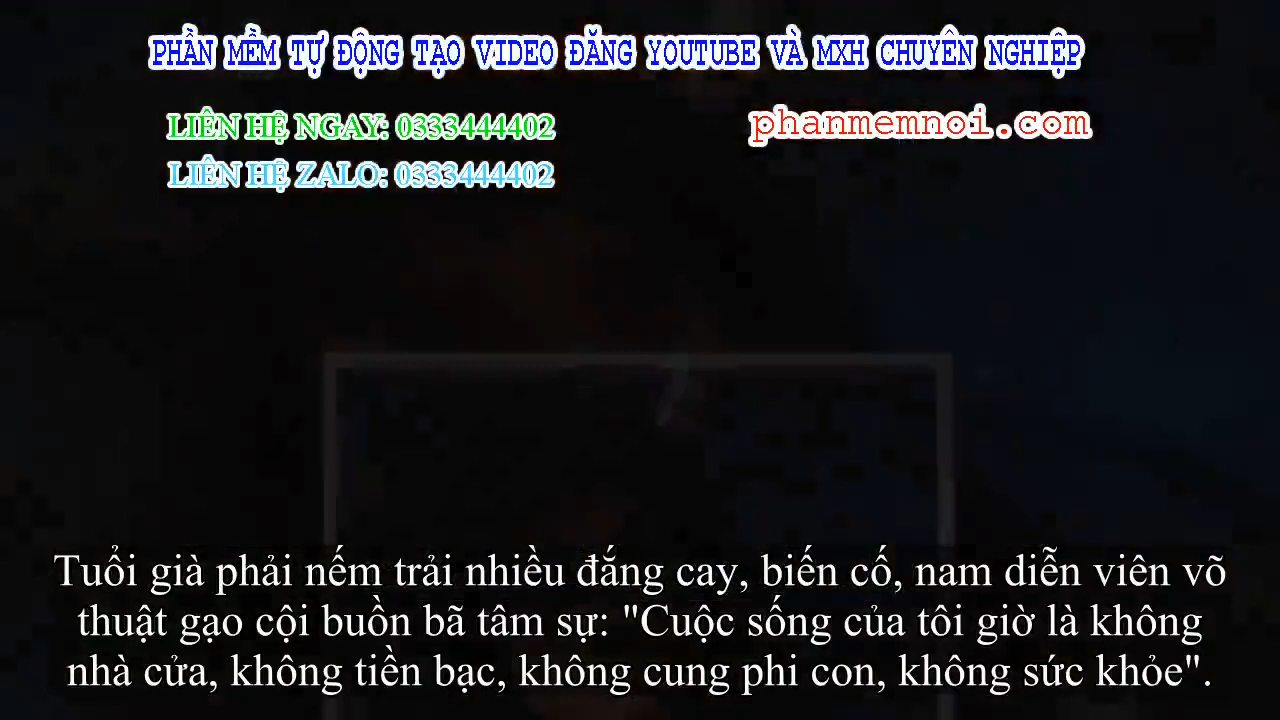 PHẦN MỀM TỰ ĐỘNG TẠO VIDEO ĐĂNG YOUTUBE VÀ MXH CHUYÊN NGHIỆP
LIÊN HỆ NGAY: 0333444402
phanmemnoi.com
LIÊN HỆ ZALO: 0333444402
Tuổi già phải nếm trải nhiều đắng cay, biến cố, nam diễn viên võ
thuật gạo cội buồn bã tâm sự: "Cuộc sống của tôi giờ là không
nhà cửa, không tiền bạc, không cung phi con, không sức khỏe".